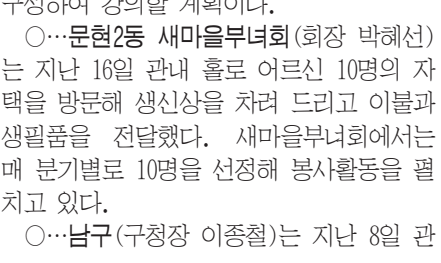 구성하여 강의할 계획이다.
○…문현2동 새마을부녀회(회장 박혜선)
는 지난 16일 관내 홀로 어르신 10명의 자
택을 방문해 생신상을 차려 드리고 이불과
생필품을 전달했다. 새마을부녀회에서는
매 분기별로 10명을 선정해 봉사활동을 펼
치고 있다.
○…남구(구청장 이종철)는 지난 8일 관